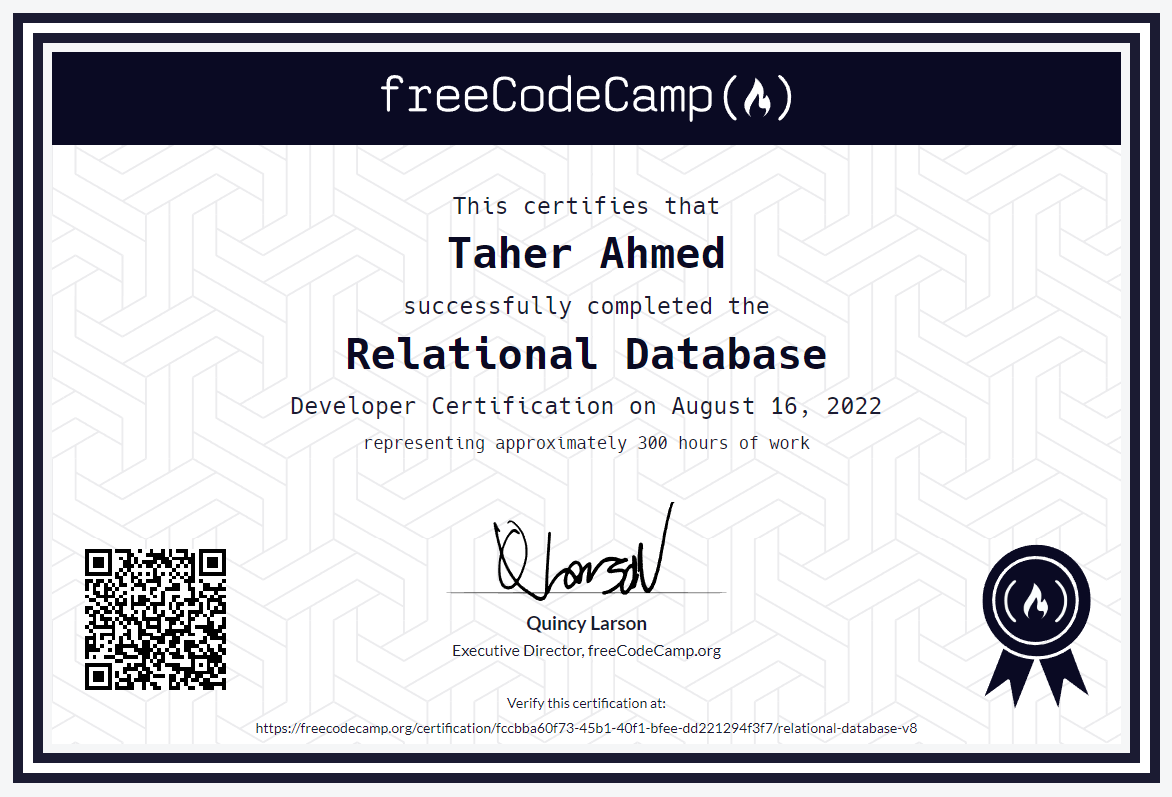 freeCodeCamp
This certifies that
Taher Ahmed
successfully completed the
Relational Database
Developer Certification on August 16, 2022
representing approximately 300 hours of work
Q Larson
Quincy Larson
Executive Director, freeCodeCamp.org
Verify this certification at:
https://freecodecamp.org/certification/fccbba60f73-45b1-40f1-bfee-dd221294f3f7/relational-database-v8